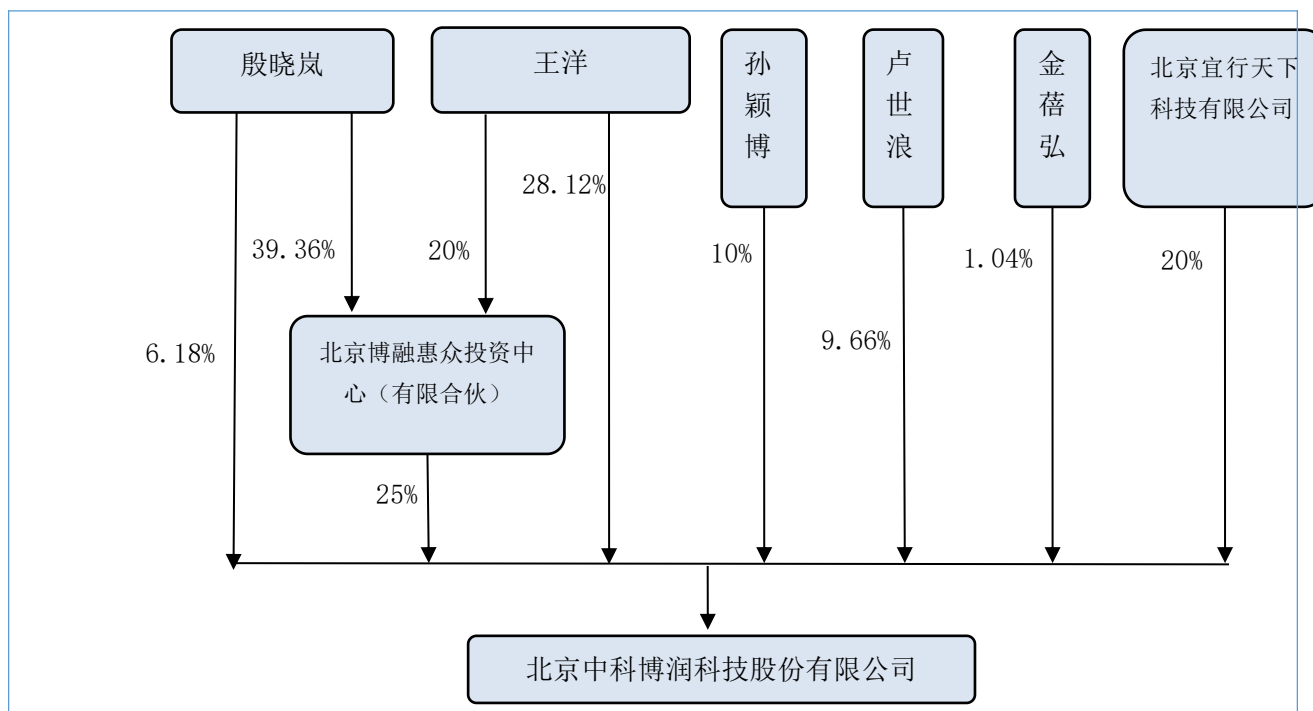 殷晓岚
王洋
孙
颖
博
卢
世
浪
金
蓓
弘
北京宜行天下
科技有限公司
28.12%
39.36%
20%
10%
1.04%
20%
6.18%
9.66%
北京博融惠众投资中
心（有限合伙）
25%
北京中科博润科技股份有限公司